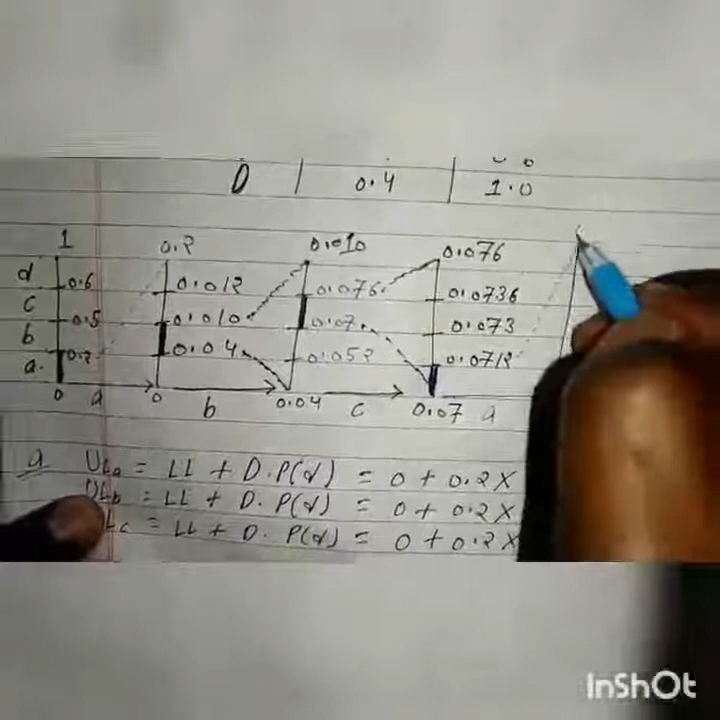 D | 0.4 | 1.0
1 0.2 0.010 0.076
d 0.6 0.012 0.076 0.0736
c 0.5 0.010 0.07 0.073
b 0.2 0.04 0.052 0.0712
a.
0 a 0 b 0.04 c 0.07 a
a ULa = LL + D.P(d) = 0 + 0.2X
ULb = LL + D.P(d) = 0 + 0.2X
Lc = LL + D.P(d) = 0 + 0.2X
InShOt